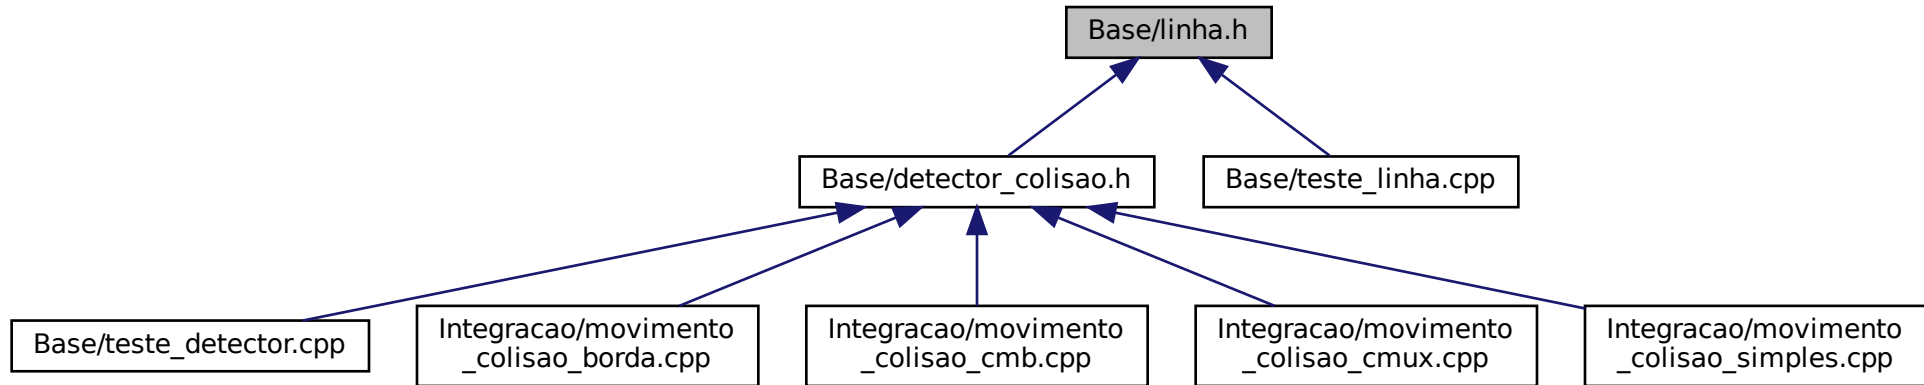 Base/linha.h
Base/detector_colisao.h
Base/teste_linha.cpp
Base/teste_detector.cpp
Integracao/movimento
_colisao_borda.cpp
Integracao/movimento
_colisao_cmb.cpp
Integracao/movimento
_colisao_cmux.cpp
Integracao/movimento
_colisao_simples.cpp